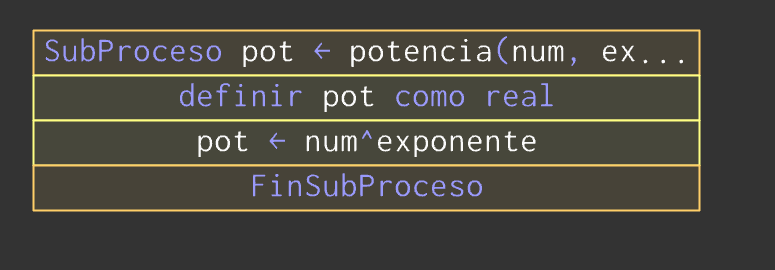 SubProceso pot ← potencia(num, ex...
definir pot como real
pot ← num^exponente
FinSubProceso